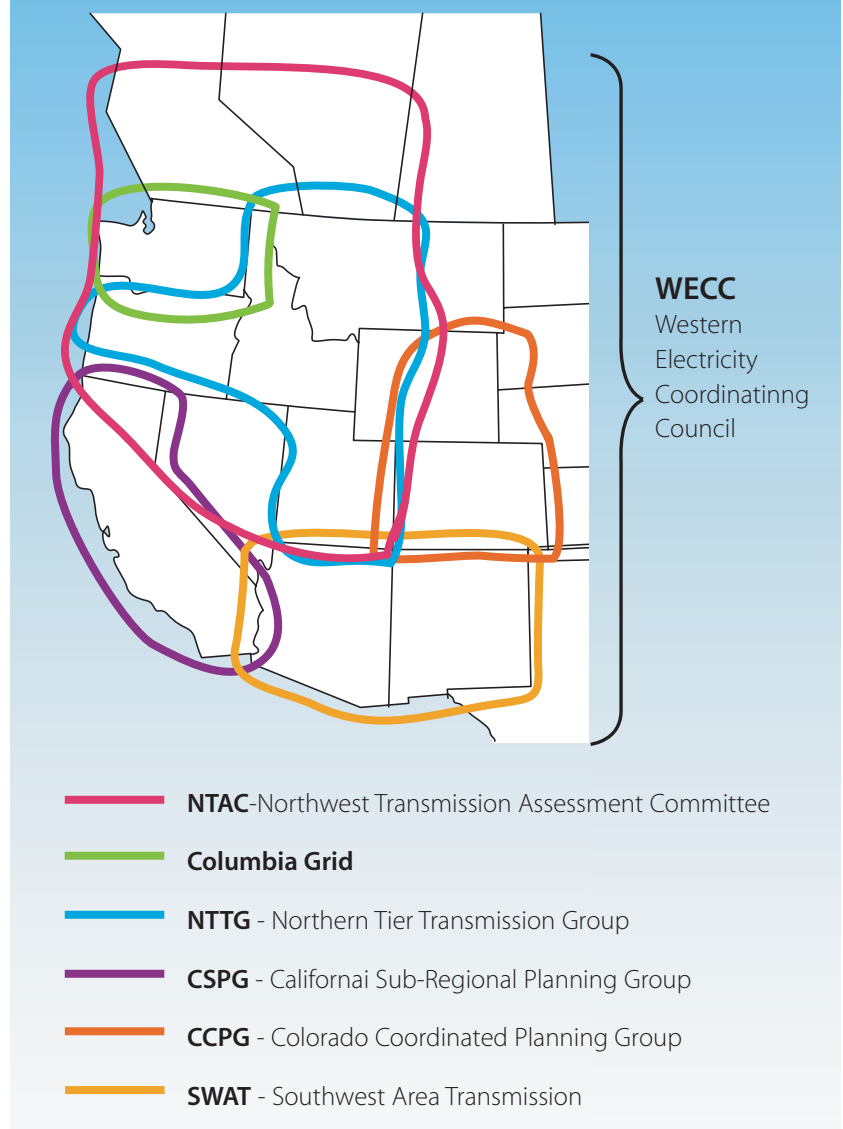 WECC
Western
Electricity
Coordinatinng
Council
NTAC-Northwest Transmission Assessment Committee
Columbia Grid
NTTG - Northern Tier Transmission Group
CSPG - Californai Sub-Regional Planning Group
CCPG - Colorado Coordinated Planning Group
SWAT - Southwest Area Transmission